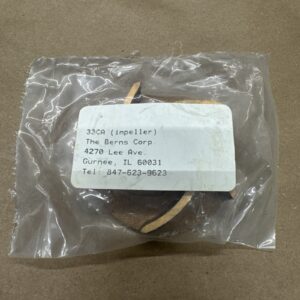 33CA (impeller)
The Berns Corp
4270 Lee Ave.
Gurnee, IL 60031
Tel: 847-623-9623